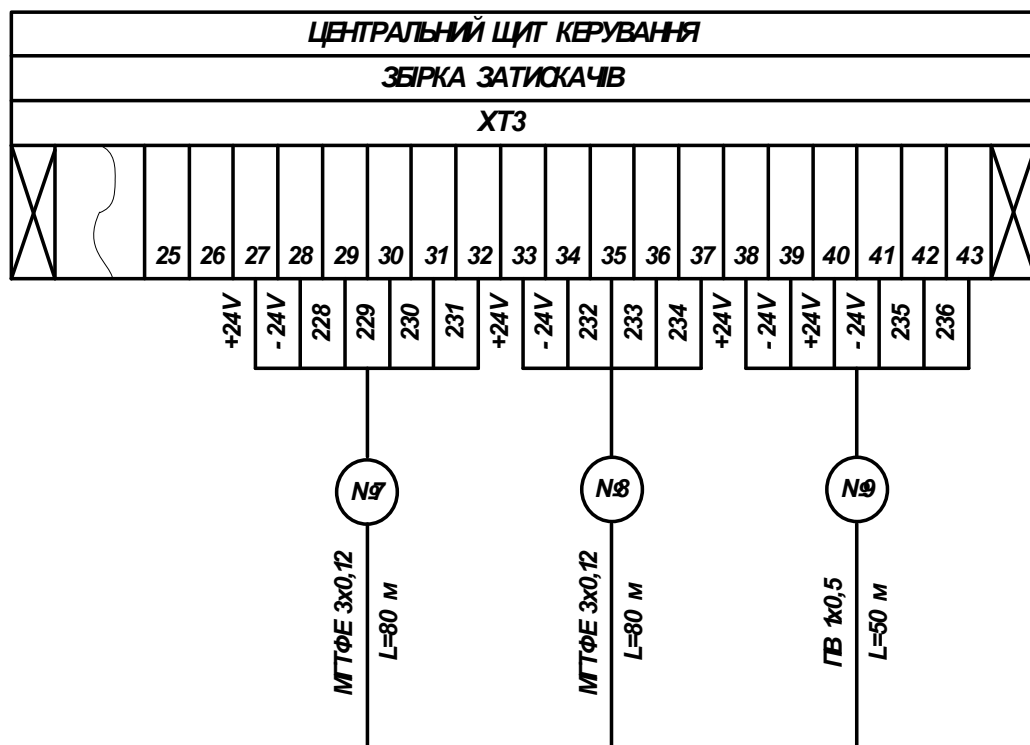 ЦЕНТРАЛЬНИЙ ЩИТ КЕРУВАННЯ
ЗБІРКА ЗАТИСКАЧІВ
ХТ3
25 26 27 28 29 30 31 32 33 34 35 36 37 38 39 40 41 42 43
+24V - 24V 228 229 230 231 +24V - 24V 232 233 234 +24V - 24V +24V - 24V 235 236
№7 №8 №9
МГТФЕ 3х0,12 L=80 м МГТФЕ 3х0,12 L=80 м ПВ 1х0,5 L=50 м